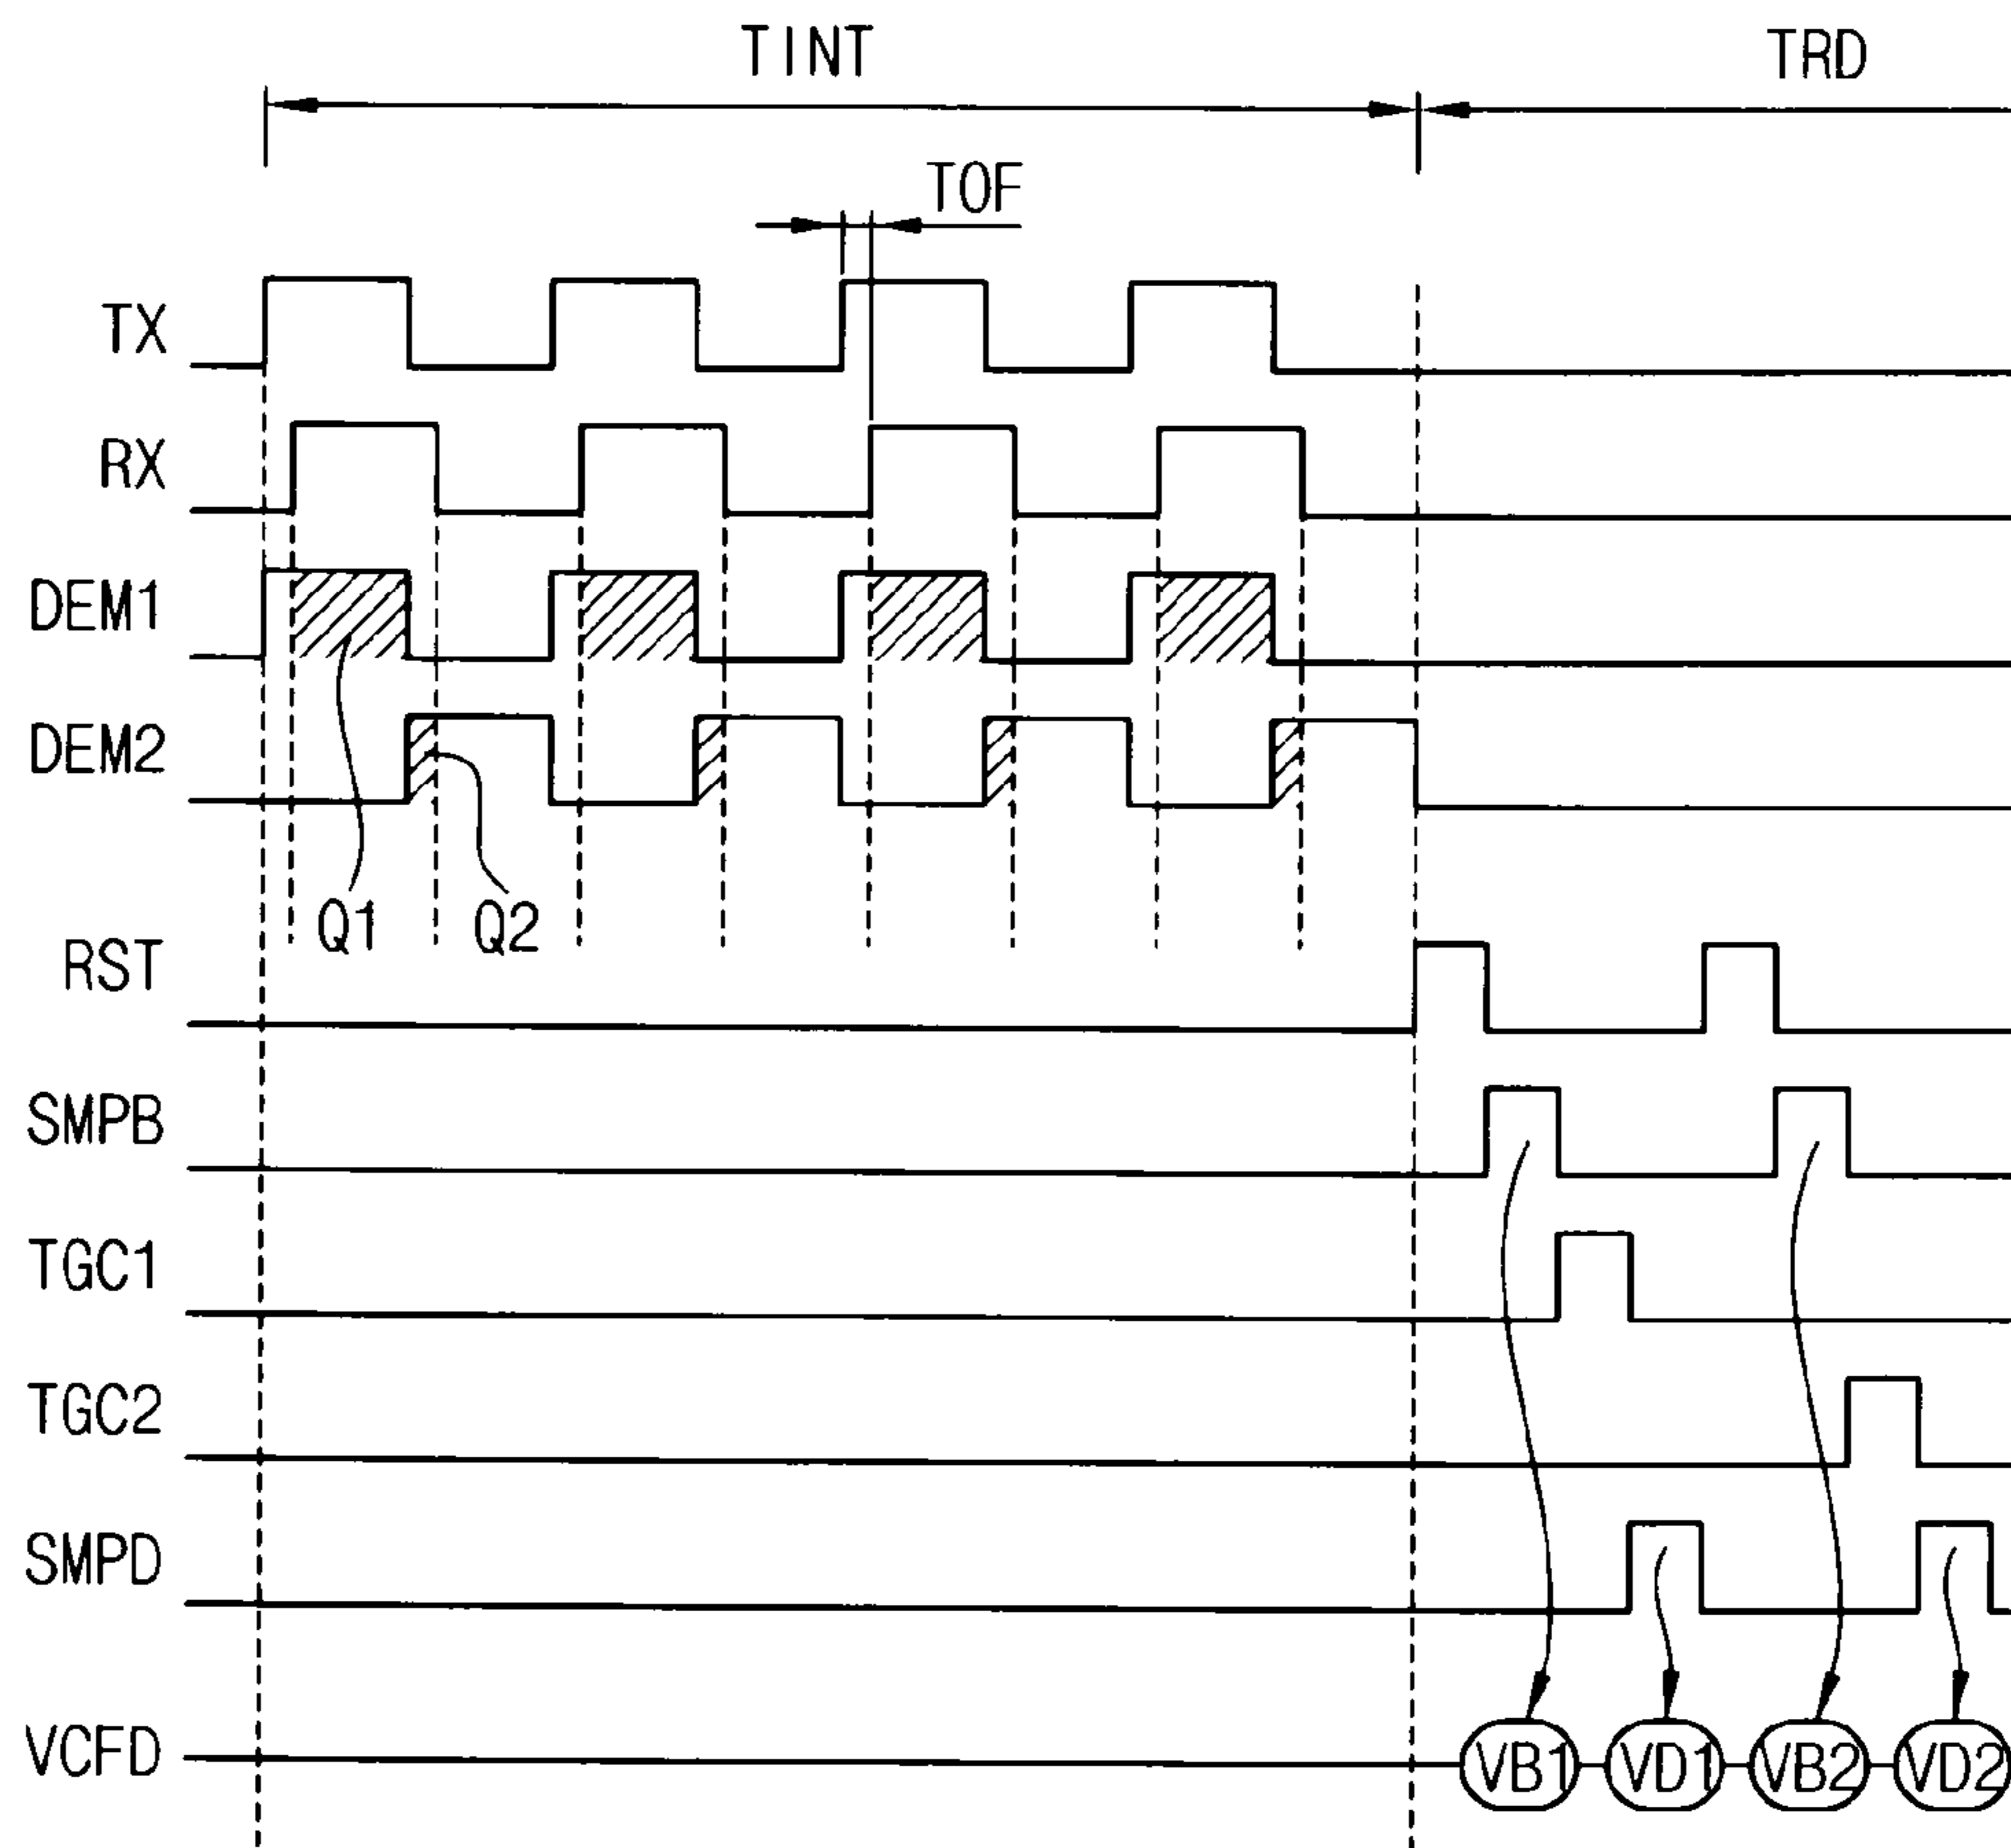 TINT TRD
TOF
TX
RX
DEM1
DEM2
Q1 Q2
RST
SMPB
TGC1
TGC2
SMPD
VCFD VB1 VD1 VB2 VD2